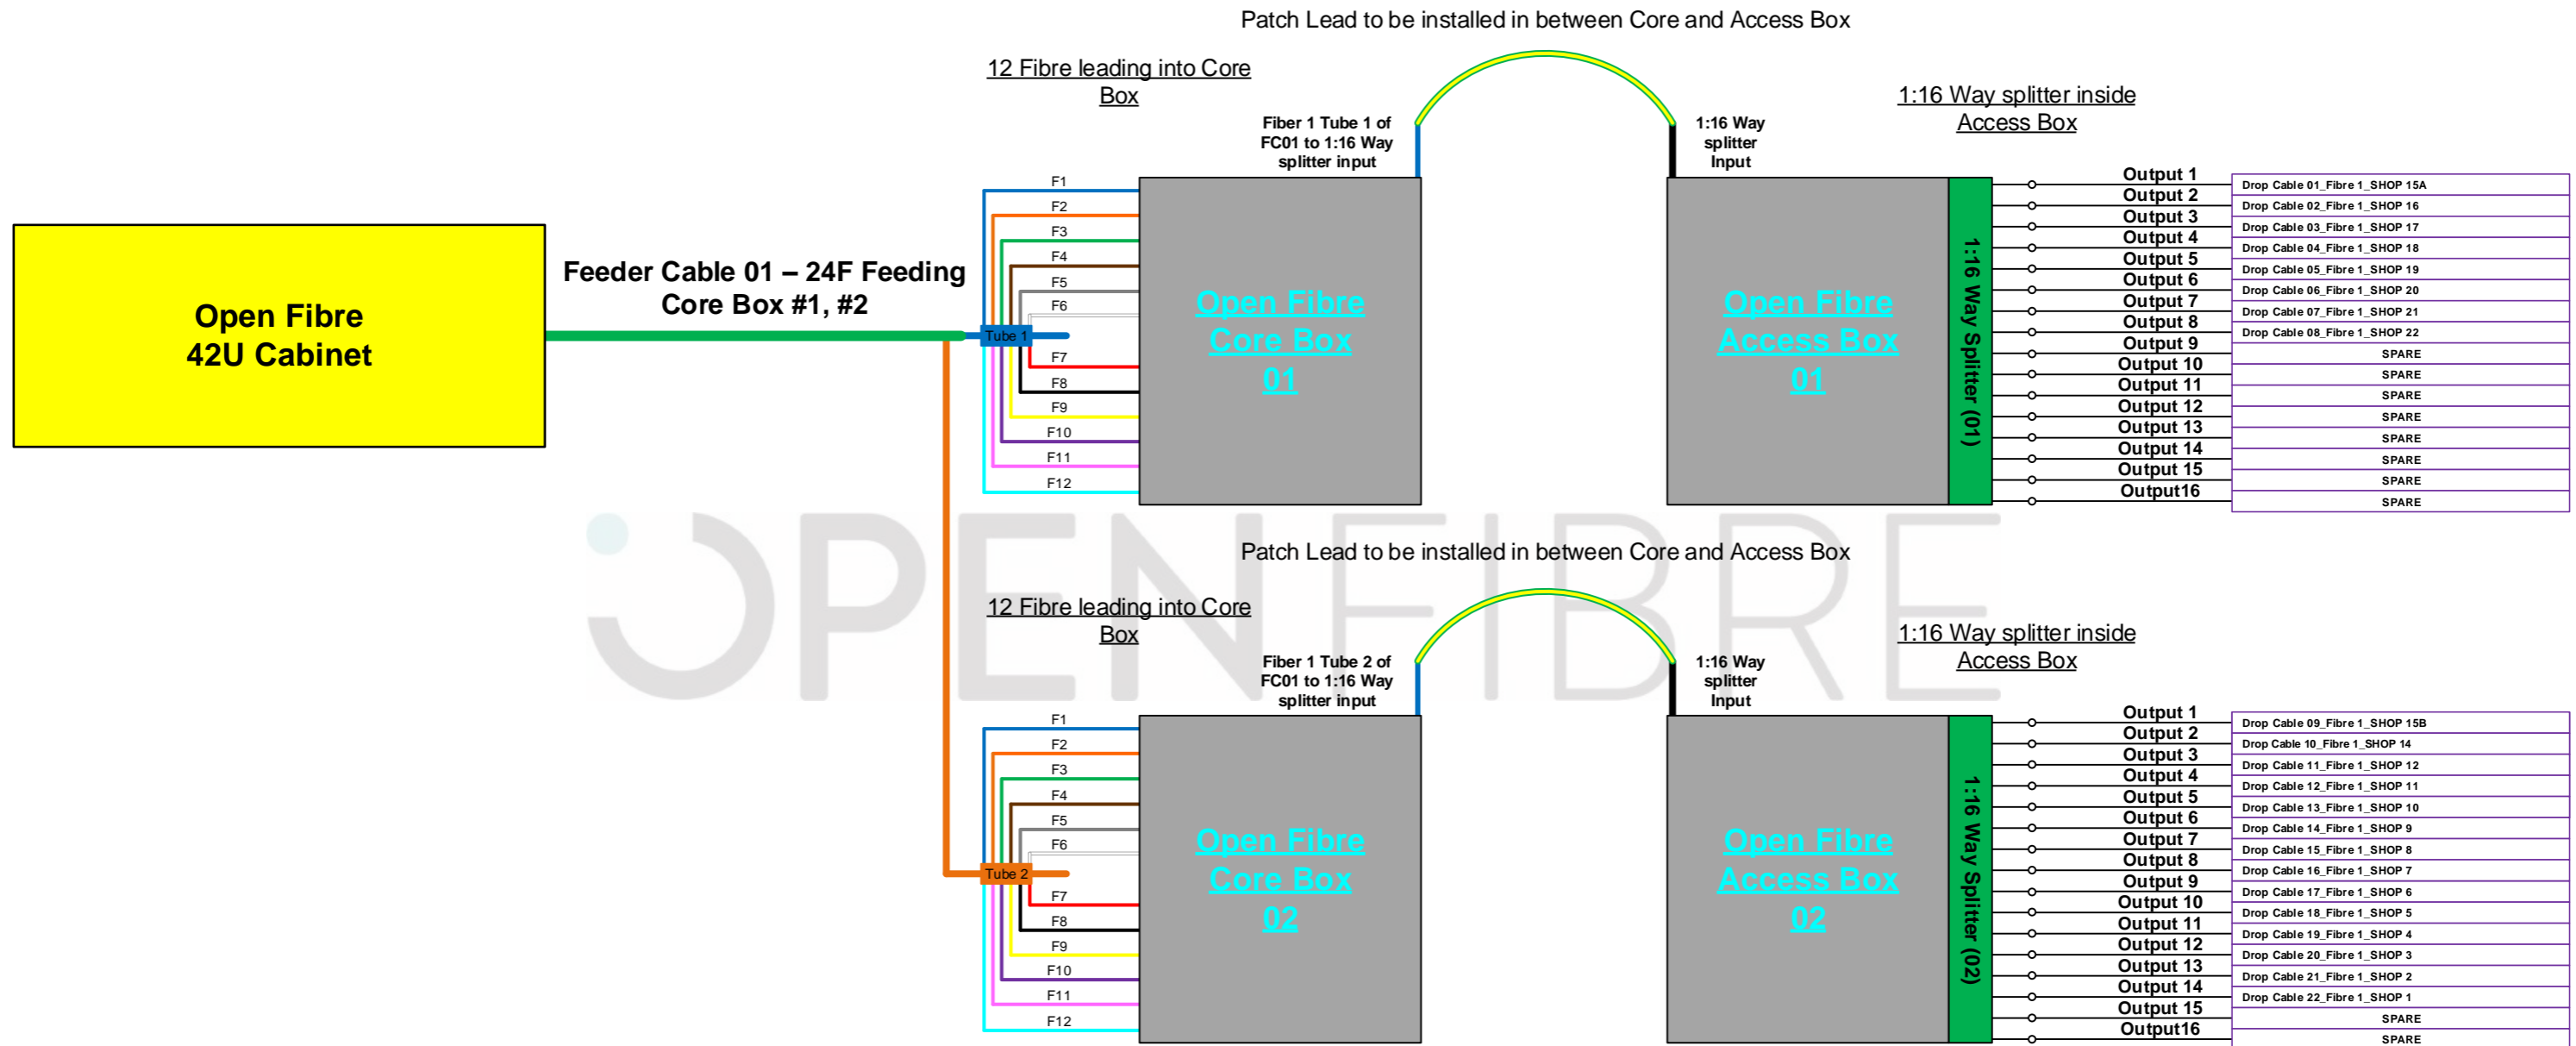 Patch Lead to be installed in between Core and Access Box
12 Fibre leading into Core
Box
1:16 Way splitter inside
Access Box
Fiber 1 Tube 1 of
FC01 to 1:16 Way
splitter input
1:16 Way
splitter
Input
Open Fibre
42U Cabinet
Feeder Cable 01 – 24F Feeding
Core Box #1, #2
Tube 1
F1
F2
F3
F4
F5
F6
F7
F8
F9
F10
F11
F12
Open Fibre
Core Box
01
Open Fibre
Access Box
01
1:16 Way Splitter (01)
Output 1 Drop Cable 01_Fibre 1_SHOP 15A
Output 2 Drop Cable 02_Fibre 1_SHOP 16
Output 3 Drop Cable 03_Fibre 1_SHOP 17
Output 4 Drop Cable 04_Fibre 1_SHOP 18
Output 5 Drop Cable 05_Fibre 1_SHOP 19
Output 6 Drop Cable 06_Fibre 1_SHOP 20
Output 7 Drop Cable 07_Fibre 1_SHOP 21
Output 8 Drop Cable 08_Fibre 1_SHOP 22
Output 9 SPARE
Output 10 SPARE
Output 11 SPARE
Output 12 SPARE
Output 13 SPARE
Output 14 SPARE
Output 15 SPARE
Output16 SPARE
OPENFIBRE
Patch Lead to be installed in between Core and Access Box
12 Fibre leading into Core
Box
1:16 Way splitter inside
Access Box
Fiber 1 Tube 2 of
FC01 to 1:16 Way
splitter input
1:16 Way
splitter
Input
Tube 2
F1
F2
F3
F4
F5
F6
F7
F8
F9
F10
F11
F12
Open Fibre
Core Box
02
Open Fibre
Access Box
02
1:16 Way Splitter (02)
Output 1 Drop Cable 09_Fibre 1_SHOP 15B
Output 2 Drop Cable 10_Fibre 1_SHOP 14
Output 3 Drop Cable 11_Fibre 1_SHOP 12
Output 4 Drop Cable 12_Fibre 1_SHOP 11
Output 5 Drop Cable 13_Fibre 1_SHOP 10
Output 6 Drop Cable 14_Fibre 1_SHOP 9
Output 7 Drop Cable 15_Fibre 1_SHOP 8
Output 8 Drop Cable 16_Fibre 1_SHOP 7
Output 9 Drop Cable 17_Fibre 1_SHOP 6
Output 10 Drop Cable 18_Fibre 1_SHOP 5
Output 11 Drop Cable 19_Fibre 1_SHOP 4
Output 12 Drop Cable 20_Fibre 1_SHOP 3
Output 13 Drop Cable 21_Fibre 1_SHOP 2
Output 14 Drop Cable 22_Fibre 1_SHOP 1
Output 15 SPARE
Output16 SPARE